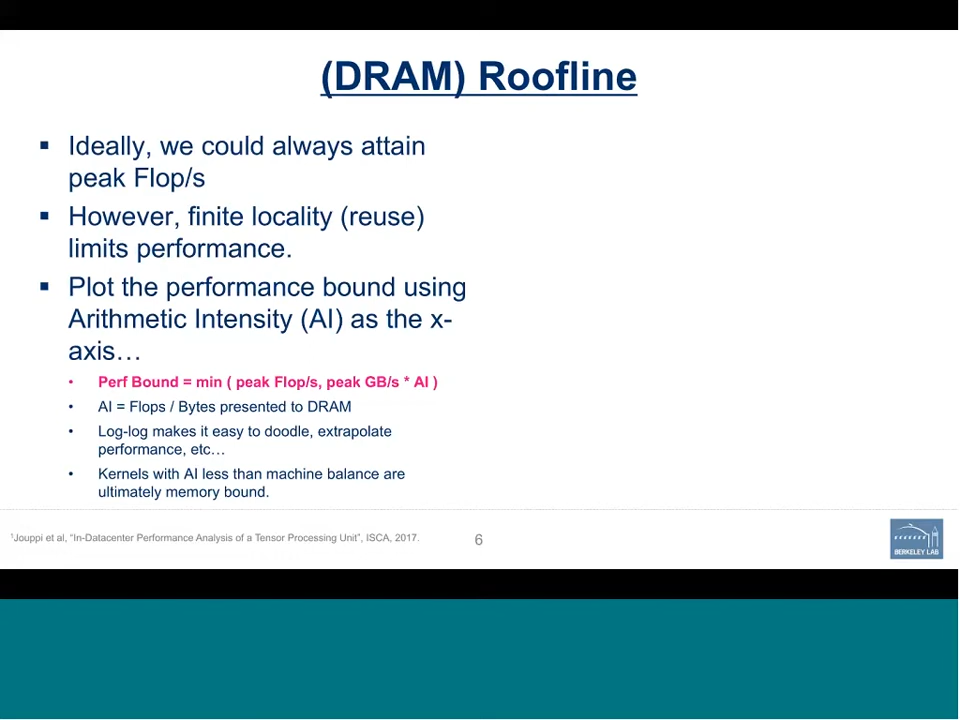 (DRAM) Roofline
▪ Ideally, we could always attain
peak Flop/s
▪ However, finite locality (reuse)
limits performance.
▪ Plot the performance bound using
Arithmetic Intensity (AI) as the x-
axis…
• Perf Bound = min ( peak Flop/s, peak GB/s * AI )
• AI = Flops / Bytes presented to DRAM
• Log-log makes it easy to doodle, extrapolate
performance, etc…
• Kernels with AI less than machine balance are
ultimately memory bound.
¹Jouppi et al, “In-Datacenter Performance Analysis of a Tensor Processing Unit”, ISCA, 2017.
6
BERKELEY LAB